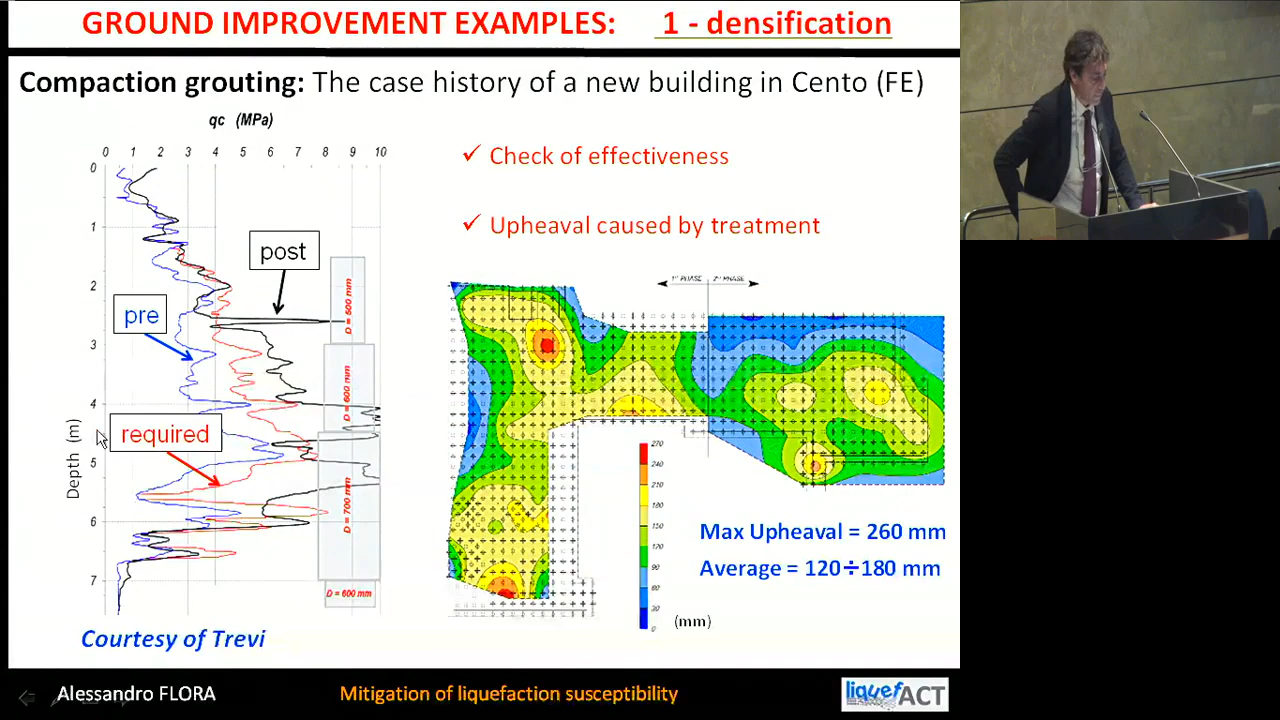 GROUND IMPROVEMENT EXAMPLES: 1 - densification
Compaction grouting: The case history of a new building in Cento (FE)
qc (MPa)
0 1 2 3 4 5 6 7 8 9 10
0
1
2
3
4
5
6
7
Depth (m)
post
pre
required
D = 500 mm
D = 600 mm
D = 700 mm
D = 600 mm
✓ Check of effectiveness
✓ Upheaval caused by treatment
1st PHASE 2nd PHASE
270
240
210
180
150
120
90
60
30
0
(mm)
Max Upheaval = 260 mm
Average = 120÷180 mm
Courtesy of Trevi
Alessandro FLORA
Mitigation of liquefaction susceptibility
liquefACT